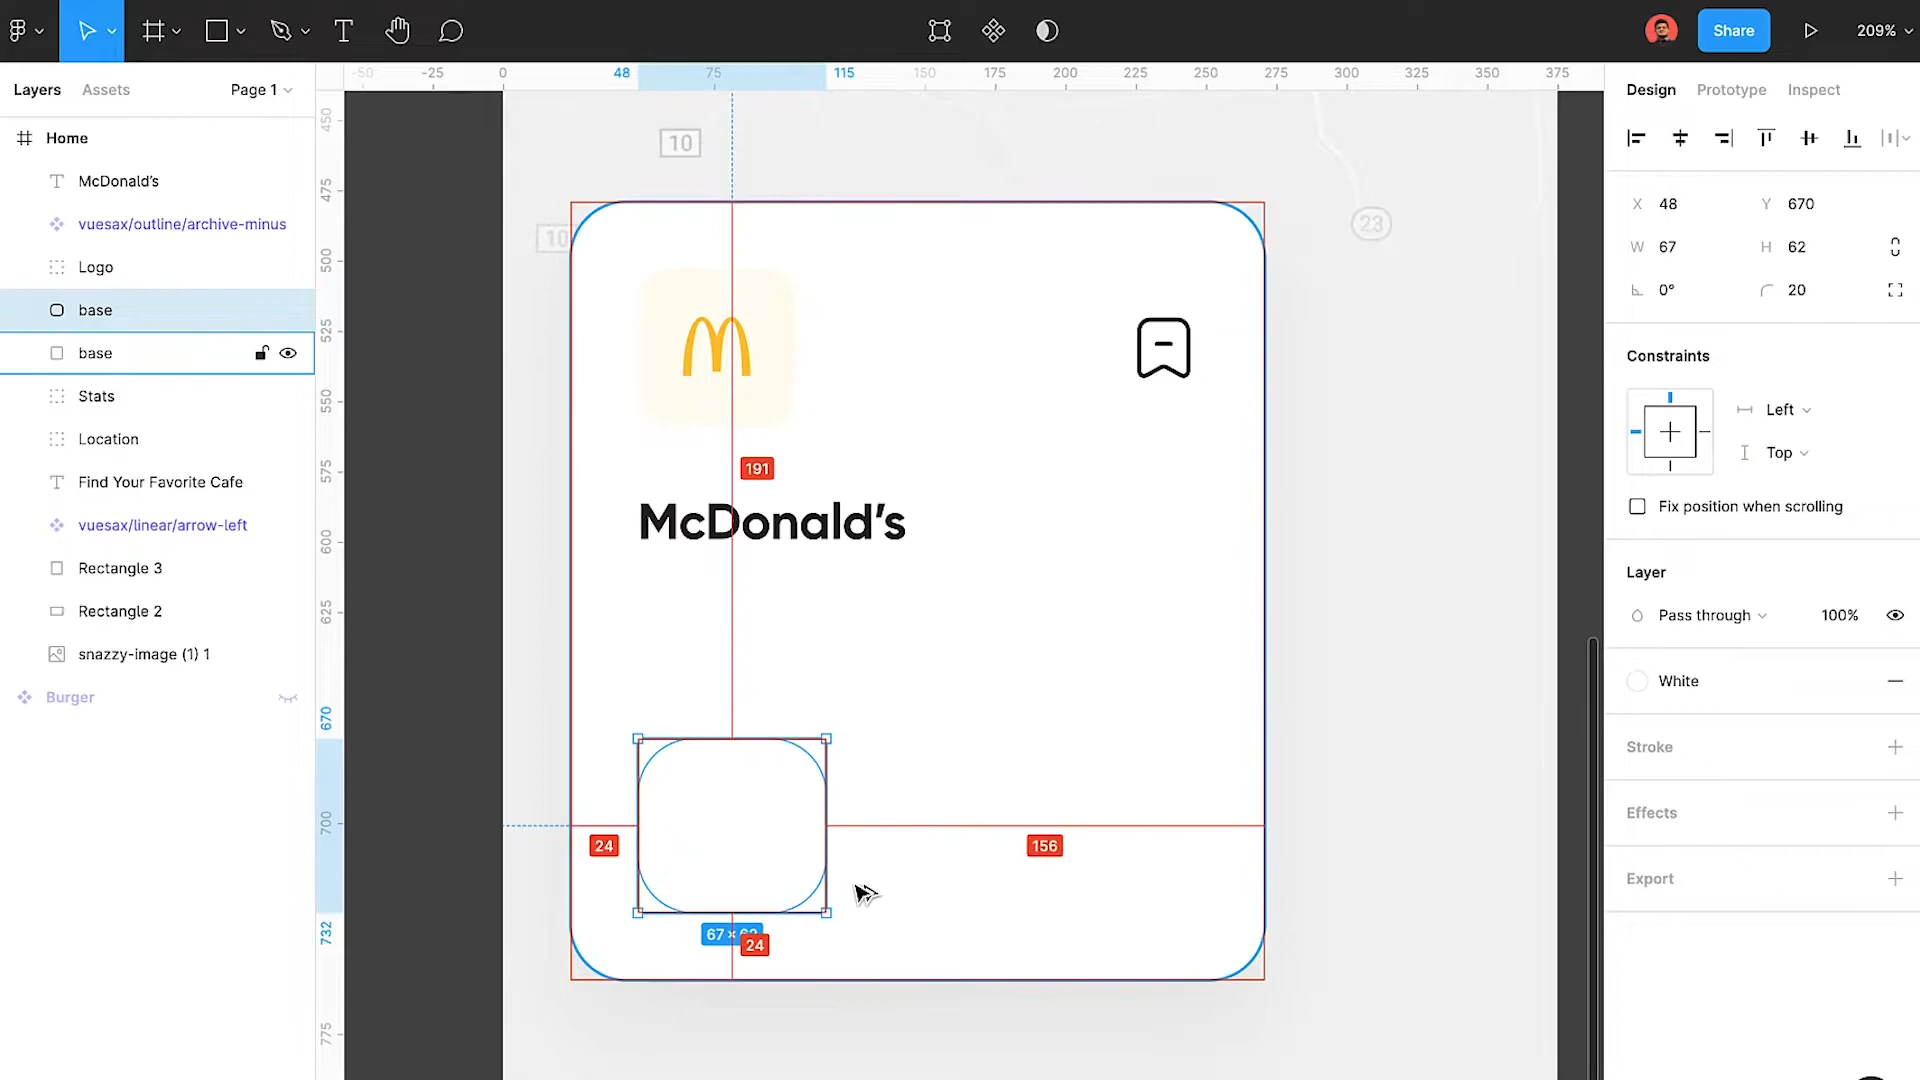 Share
209%
Layers
Assets
Page 1
-50
-25
0
48
75
115
150
175
200
225
250
275
300
325
350
375
Design
Prototype
Inspect
Home
McDonald's
vuesax/outline/archive-minus
Logo
base
base
Stats
Location
Find Your Favorite Cafe
vuesax/linear/arrow-left
Rectangle 3
Rectangle 2
snazzy-image (1) 1
Burger
450
475
500
525
550
575
600
625
670
700
732
775
10
10
23
191
McDonald's
24
156
67 ×
24
X 48
Y 670
W 67
H 62
0°
20
Constraints
Left
Top
Fix position when scrolling
Layer
Pass through
100%
White
Stroke
Effects
Export